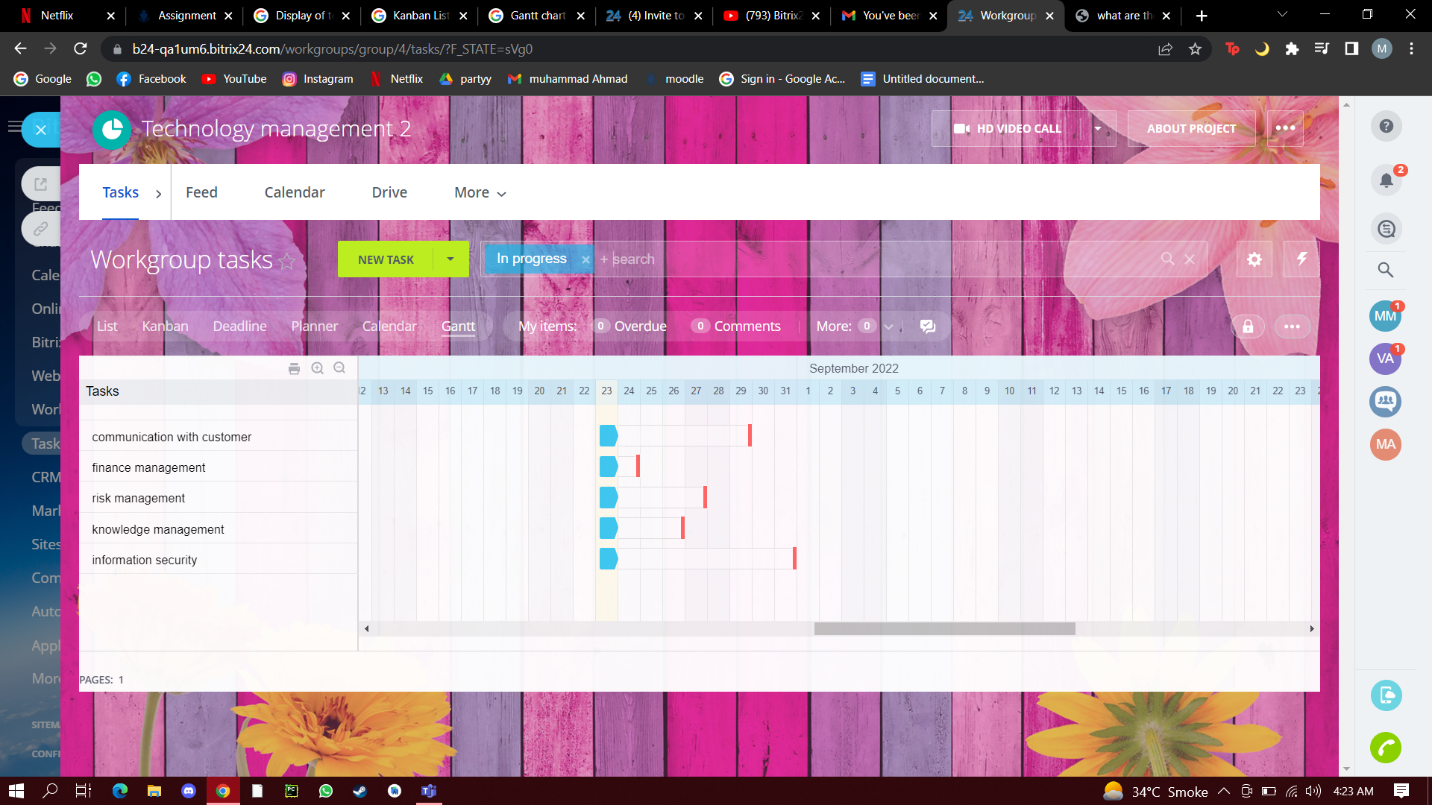 Netflix
Assignment
Display of t
Kanban List
Gantt chart
(4) Invite to
(793) Bitrix2
You've been
24 Workgroup
what are th
b24-qa1um6.bitrix24.com/workgroups/group/4/tasks/?F_STATE=sVg0
Google
Facebook
YouTube
Instagram
Netflix
partyy
muhammad Ahmad
moodle
Sign in - Google Ac...
Untitled document...
Technology management 2
HD VIDEO CALL
ABOUT PROJECT
Tasks
Feed
Calendar
Drive
More
Workgroup tasks
NEW TASK
In progress
+ search
List
Kanban
Deadline
Planner
Calendar
Gantt
My items:
0 Overdue
0 Comments
More: 0
September 2022
Tasks
12 13 14 15 16 17 18 19 20 21 22 23 24 25 26 27 28 29 30 31 1 2 3 4 5 6 7 8 9 10 11 12 13 14 15 16 17 18 19 20 21 22 23
communication with customer
finance management
risk management
knowledge management
information security
PAGES: 1
Feed
Cale
Onli
Bitri
Web
Worl
Task
CRM
Mark
Sites
Com
Auto
Appl
More
SITEM
CONFI
2
MM
1
VA
1
MA
34°C Smoke
4:23 AM